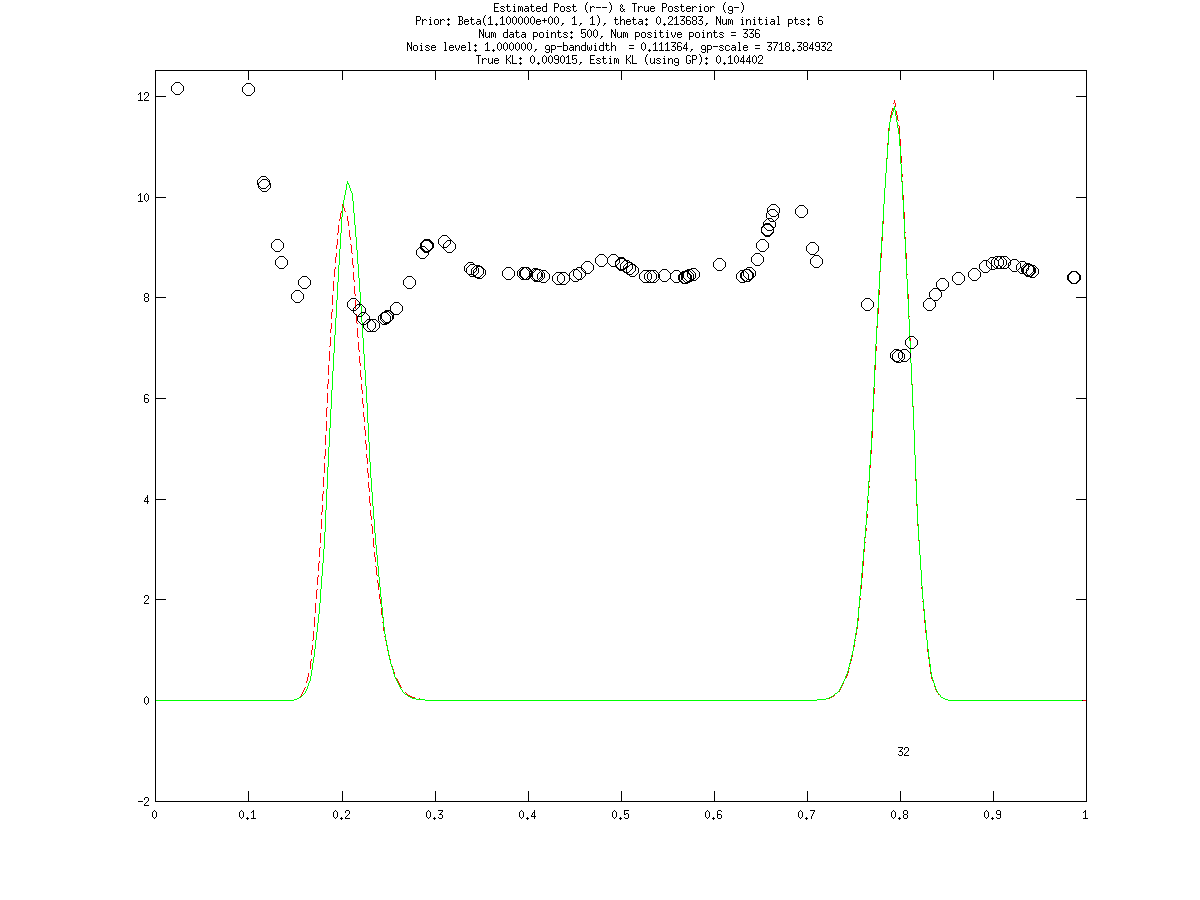 Estimated Post (r--) & True Posterior (g-)
Prior: Beta(1.100000e+00, 1, 1), theta: 0.213683, Num initial pts: 6
Num data points: 500, Num positive points = 336
Noise level: 1.000000, gp-bandwidth  = 0.111364, gp-scale = 3718.384932
True KL: 0.009015, Estim KL (using GP): 0.104402
12
10
8
6
4
2
0
32
-2
0 0.1 0.2 0.3 0.4 0.5 0.6 0.7 0.8 0.9 1